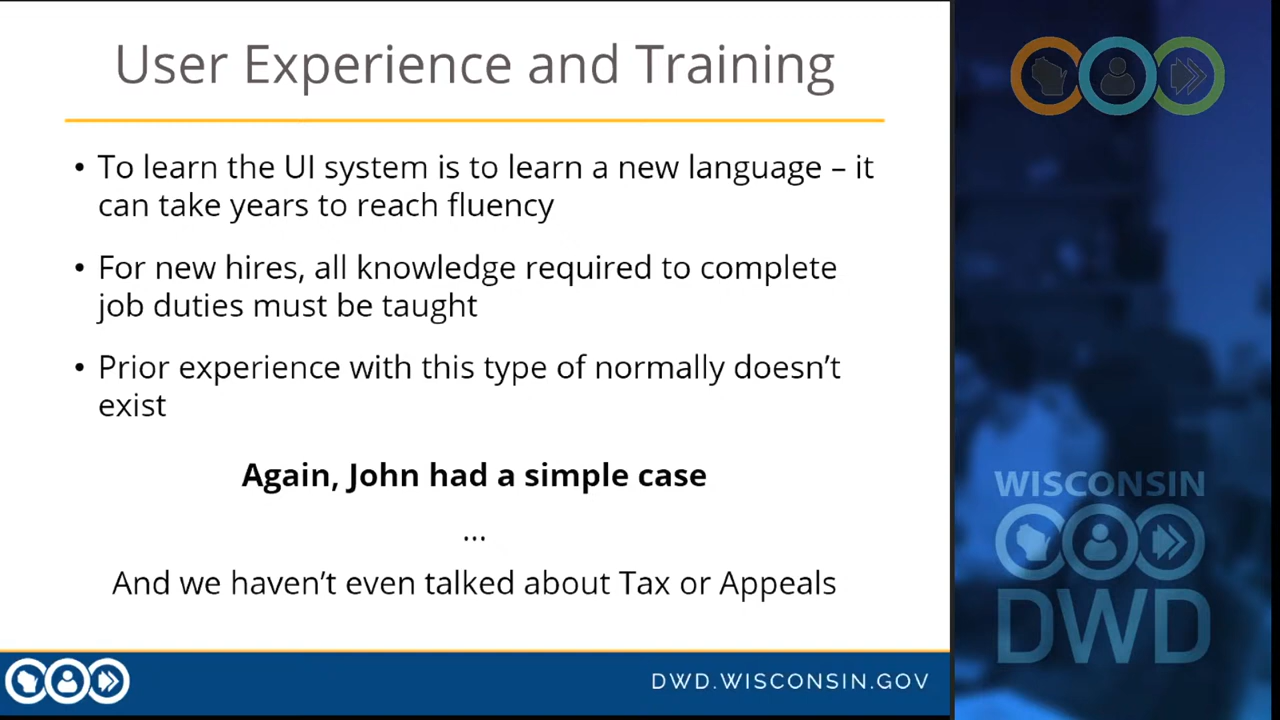 User Experience and Training
• To learn the UI system is to learn a new language – it
can take years to reach fluency
• For new hires, all knowledge required to complete
job duties must be taught
• Prior experience with this type of normally doesn’t
exist
Again, John had a simple case
...
And we haven’t even talked about Tax or Appeals
DWD.WISCONSIN.GOV
WISCONSIN
DWD